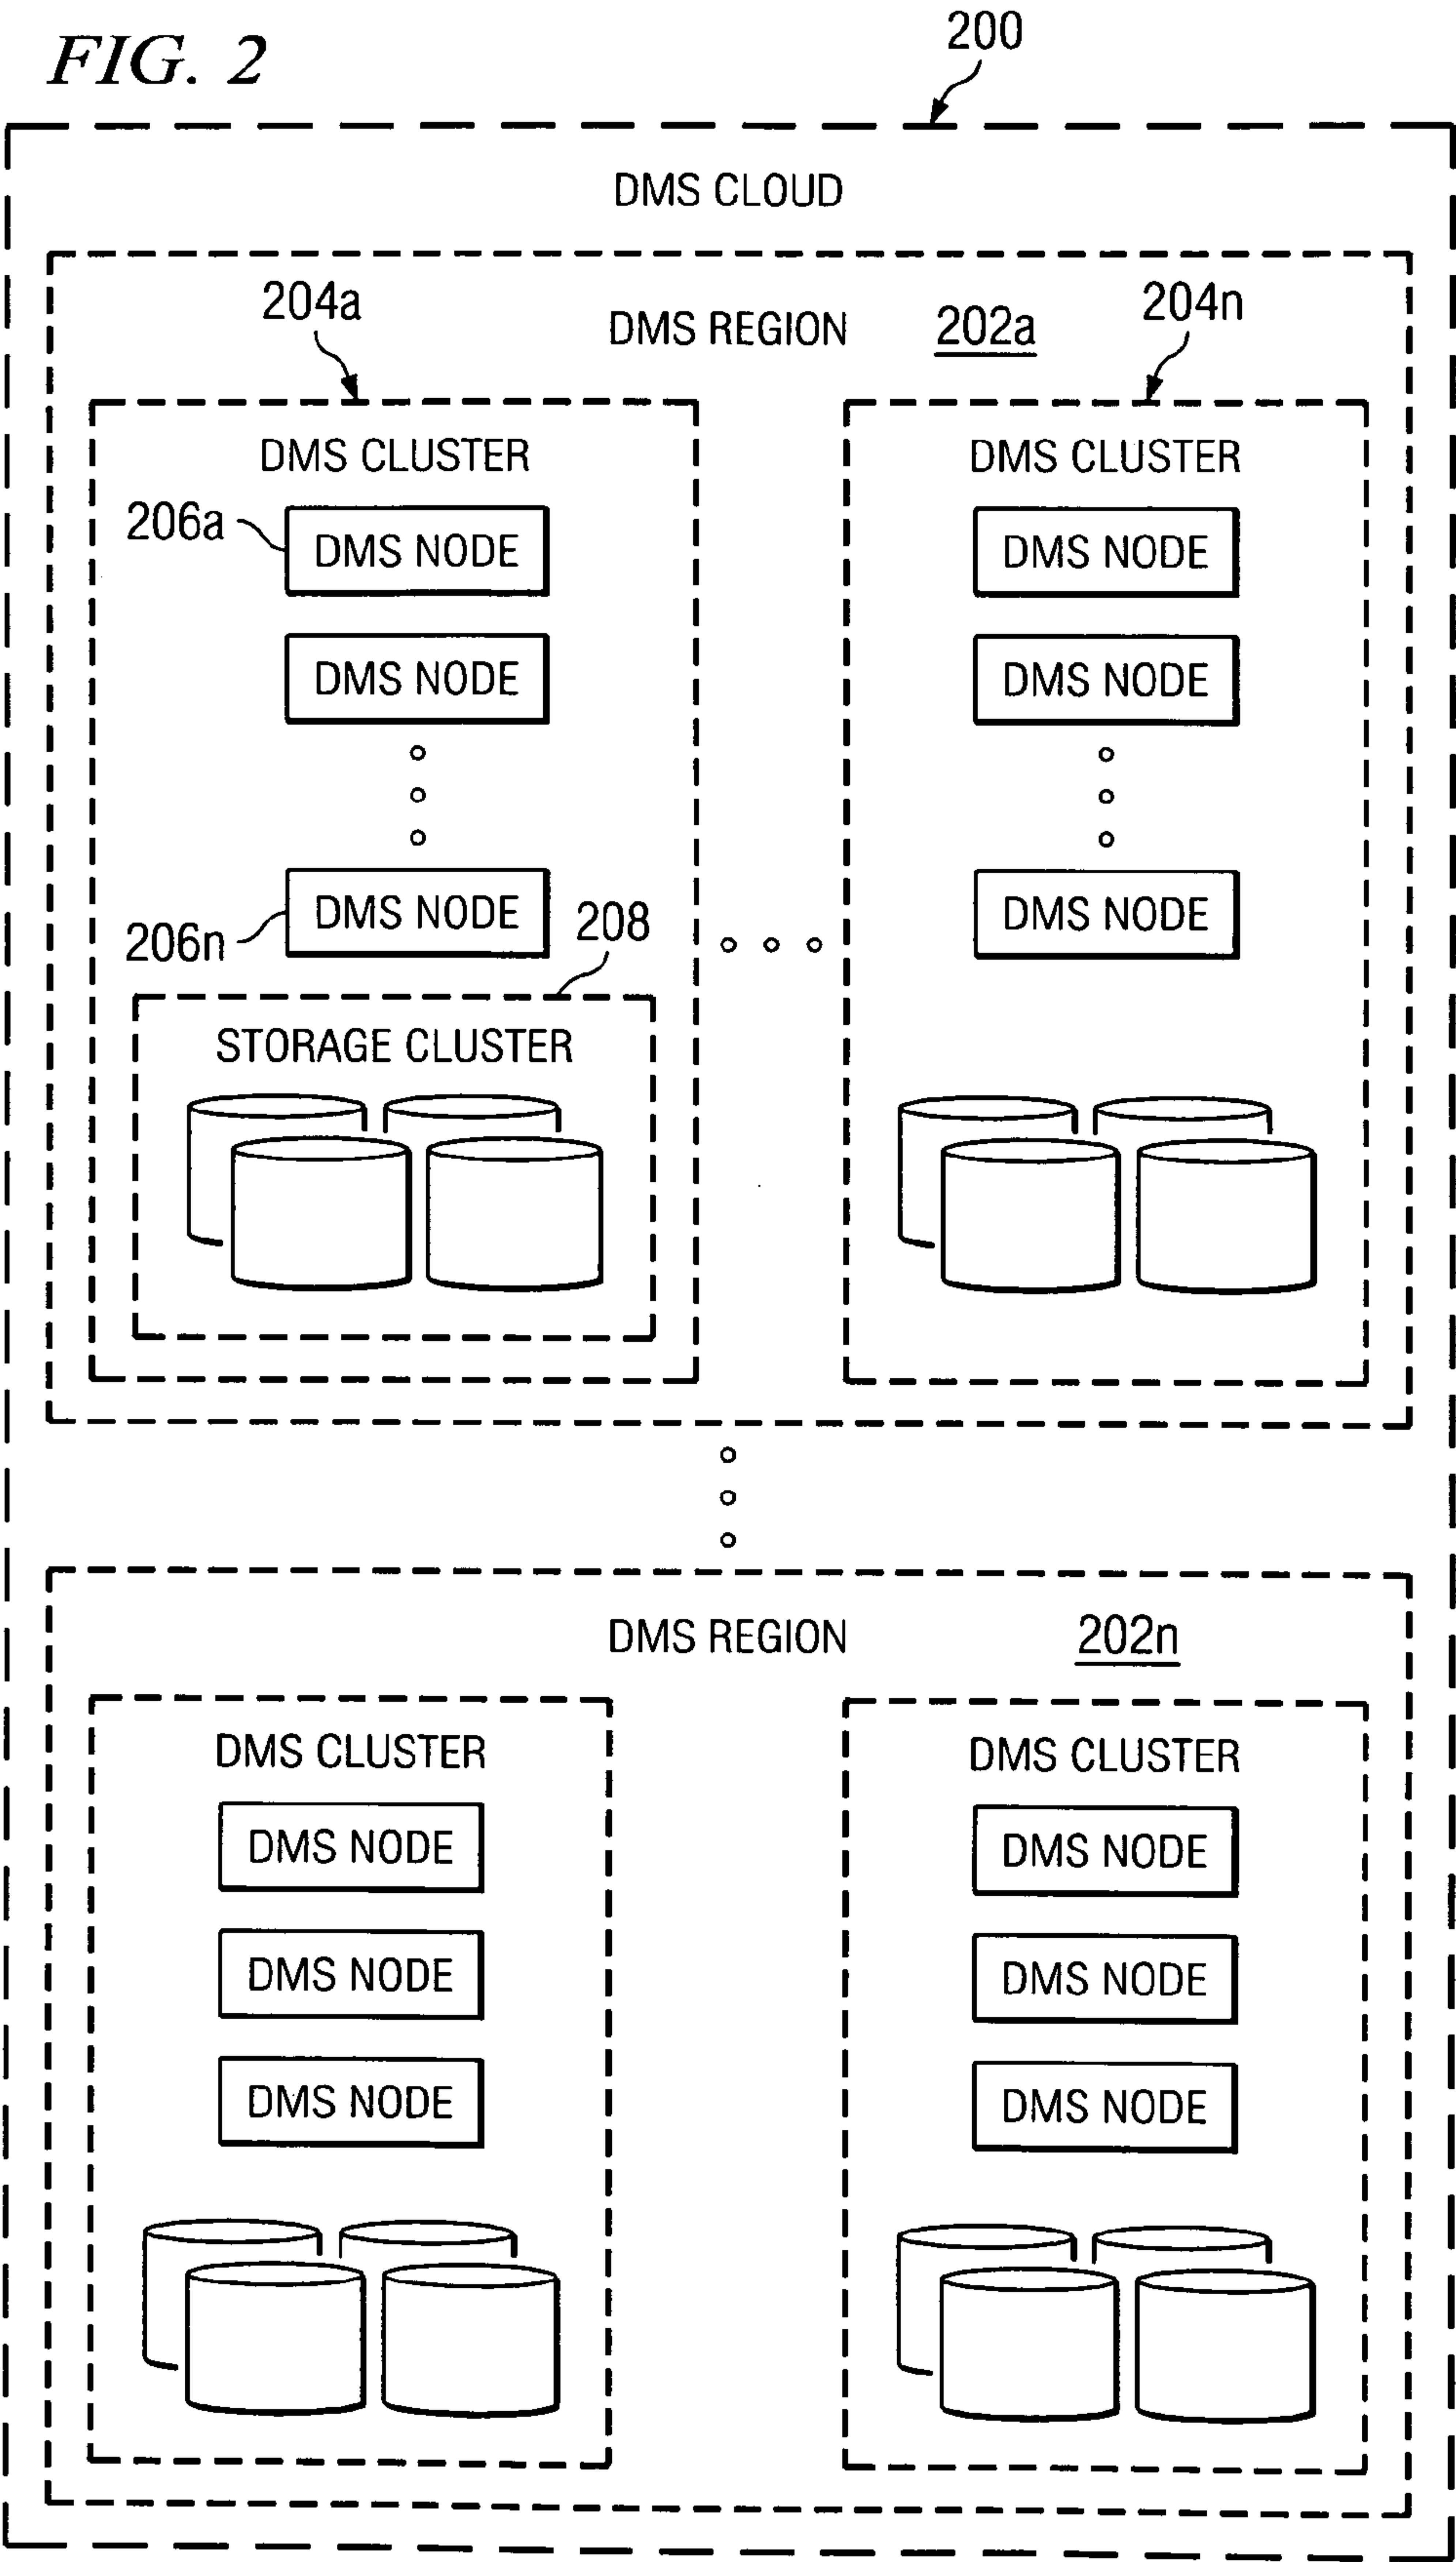 FIG. 2
200
DMS CLOUD
204a
DMS REGION 202a
204n
DMS CLUSTER
206a
DMS NODE
DMS NODE
DMS NODE
206n
208
STORAGE CLUSTER
DMS CLUSTER
DMS NODE
DMS NODE
DMS NODE
DMS REGION 202n
DMS CLUSTER
DMS NODE
DMS NODE
DMS NODE
DMS CLUSTER
DMS NODE
DMS NODE
DMS NODE